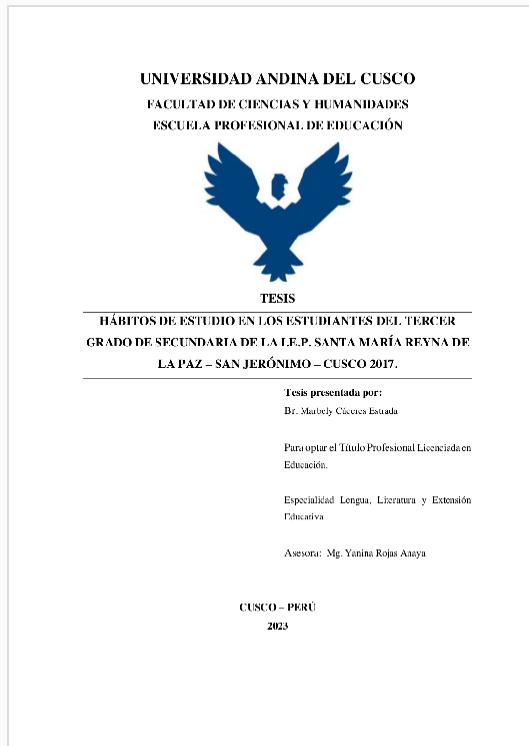 UNIVERSIDAD ANDINA DEL CUSCO
FACULTAD DE CIENCIAS Y HUMANIDADES
ESCUELA PROFESIONAL DE EDUCACIÓN
TESIS
HÁBITOS DE ESTUDIO EN LOS ESTUDIANTES DEL TERCER
GRADO DE SECUNDARIA DE LA I.E.P. SANTA MARÍA REYNA DE
LA PAZ – SAN JERÓNIMO – CUSCO 2017.
Tesis presentada por:
Br. Marbely Cáceres Estrada
Para optar el Título Profesional Licenciada en
Educación.
Especialidad Lengua, Literatura y Extensión
Educativa
Asesora: Mg. Yanina Rojas Anaya
CUSCO – PERÚ
2023